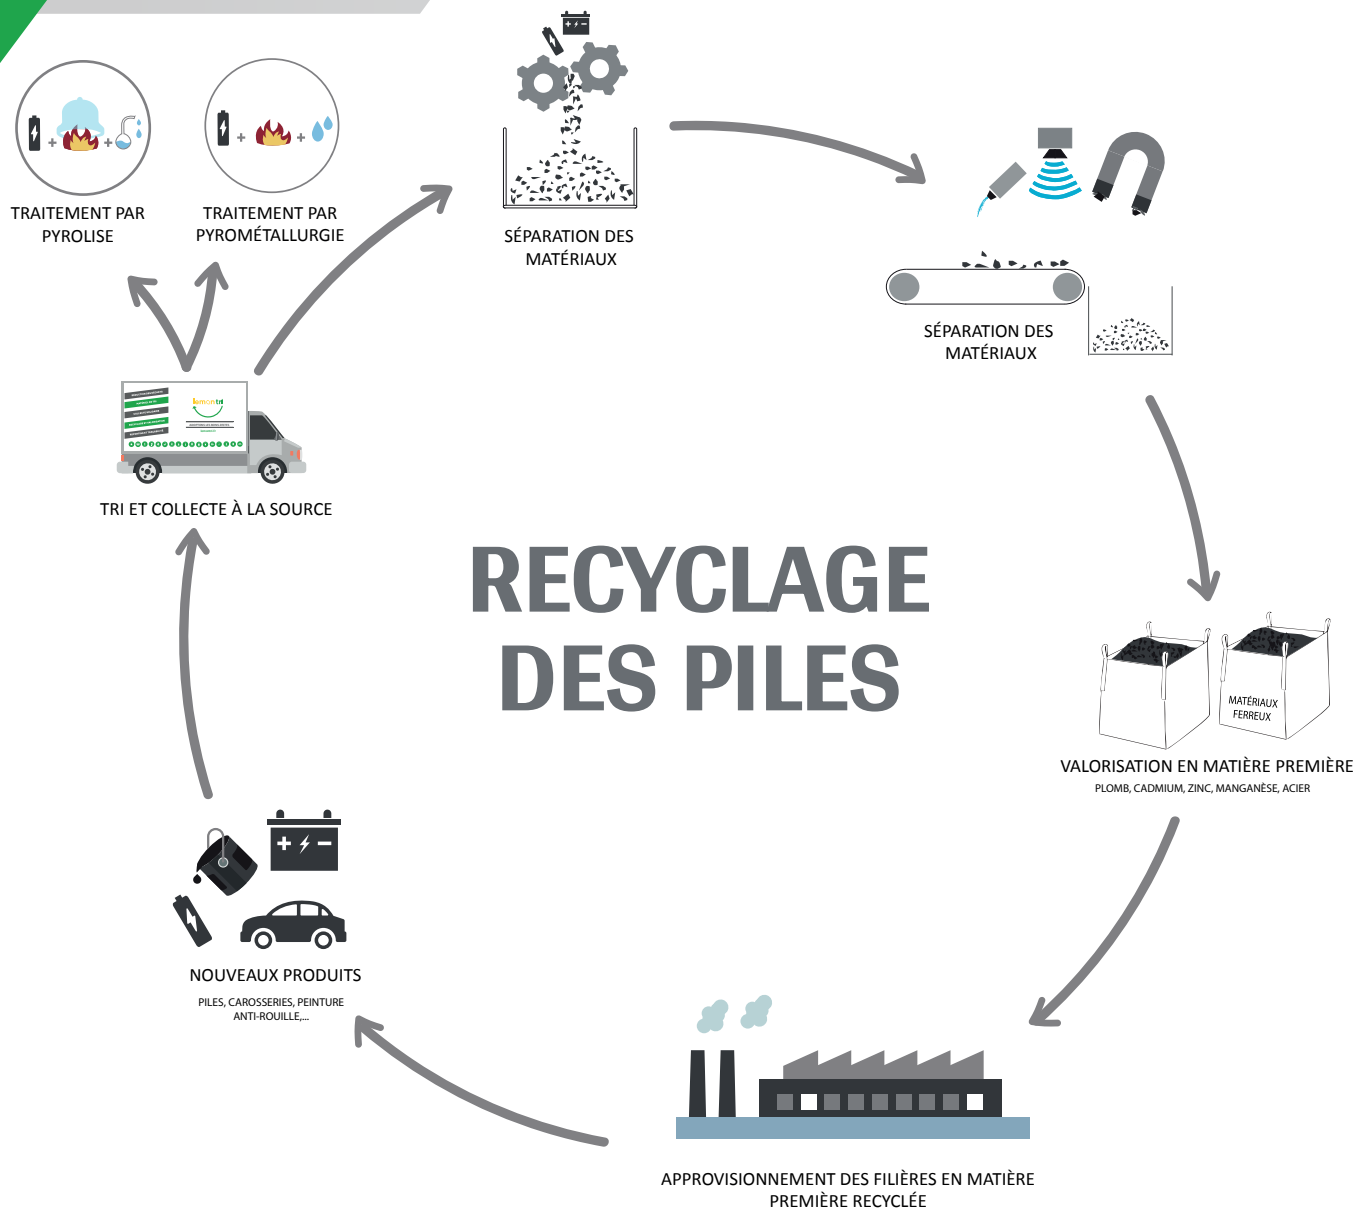 TRAITEMENT PAR
PYROLISE
TRAITEMENT PAR
PYROMÉTALLURGIE
SÉPARATION DES
MATÉRIAUX
SÉPARATION DES
MATÉRIAUX
lemontri
TRI ET COLLECTE À LA SOURCE
RECYCLAGE
DES PILES
MATÉRIAUX
FERREUX
VALORISATION EN MATIÈRE PREMIÈRE
PLOMB, CADMIUM, ZINC, MANGANÈSE, ACIER
NOUVEAUX PRODUITS
PILES, CAROSSERIES, PEINTURE
ANTI-ROUILLE,...
APPROVISIONNEMENT DES FILIÈRES EN MATIÈRE
PREMIÈRE RECYCLÉE